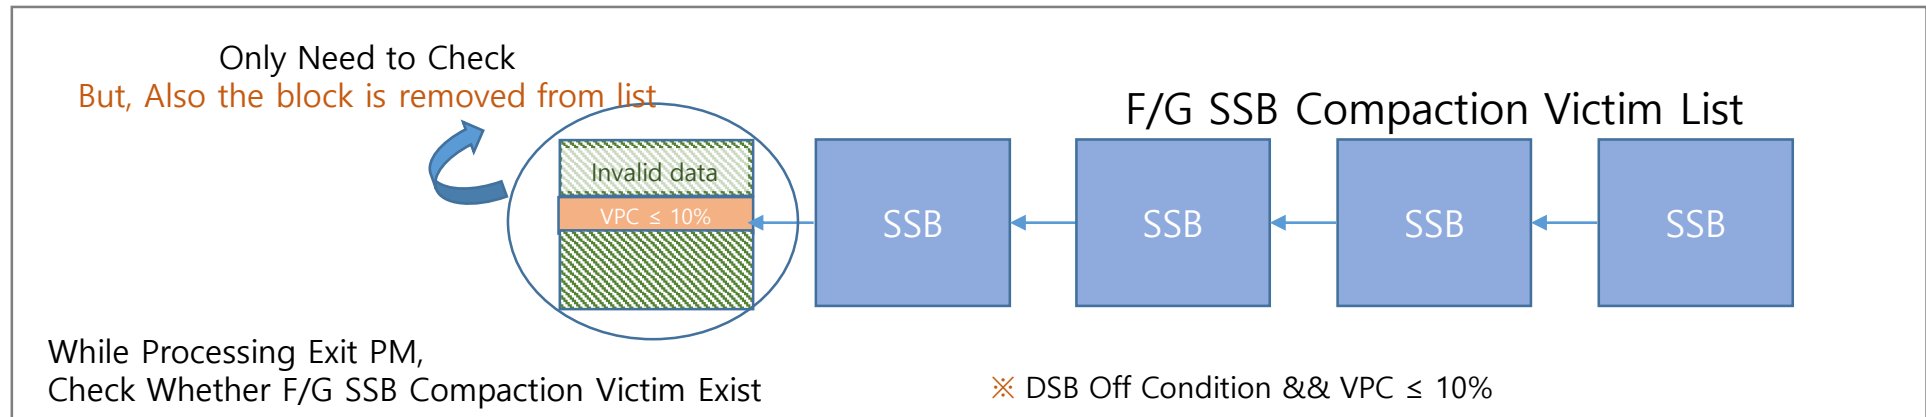 Only Need to Check
But, Also the block is removed from list
F/G SSB Compaction Victim List
Invalid data
VPC ≤ 10%
SSB
SSB
SSB
SSB
While Processing Exit PM,
Check Whether F/G SSB Compaction Victim Exist
※ DSB Off Condition && VPC ≤ 10%